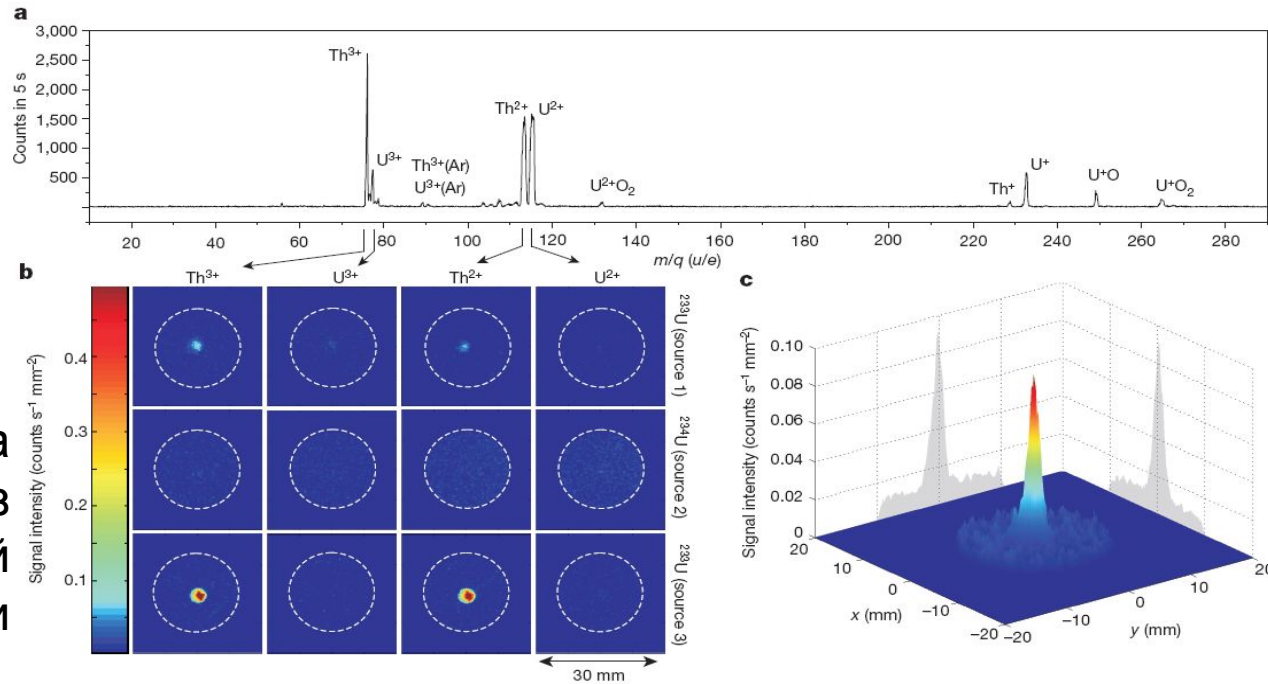 a
3,000
2,500
2,000
1,500
1,000
500
Counts in 5 s
Th3+
U3+
Th3+(Ar)
U3+(Ar)
Th2+ U2+
U2+O2
Th+
U+
U+O
U+O2
20 40 60 80 100 120 140 160 180 200 220 240 260 280
m/q (u/e)
b
Th3+ U3+ Th2+ U2+
Signal intensity (counts s–1 mm–2)
0.4
0.3
0.2
0.1
233U (source 1)
234U (source 2)
233U (source 3)
30 mm
а
в
й
и
c
Signal intensity (counts s–1 mm–2)
0.10
0.08
0.06
0.04
0.02
0
20
10
0
–10
–20
x (mm)
–20
–10
0
10
20
y (mm)